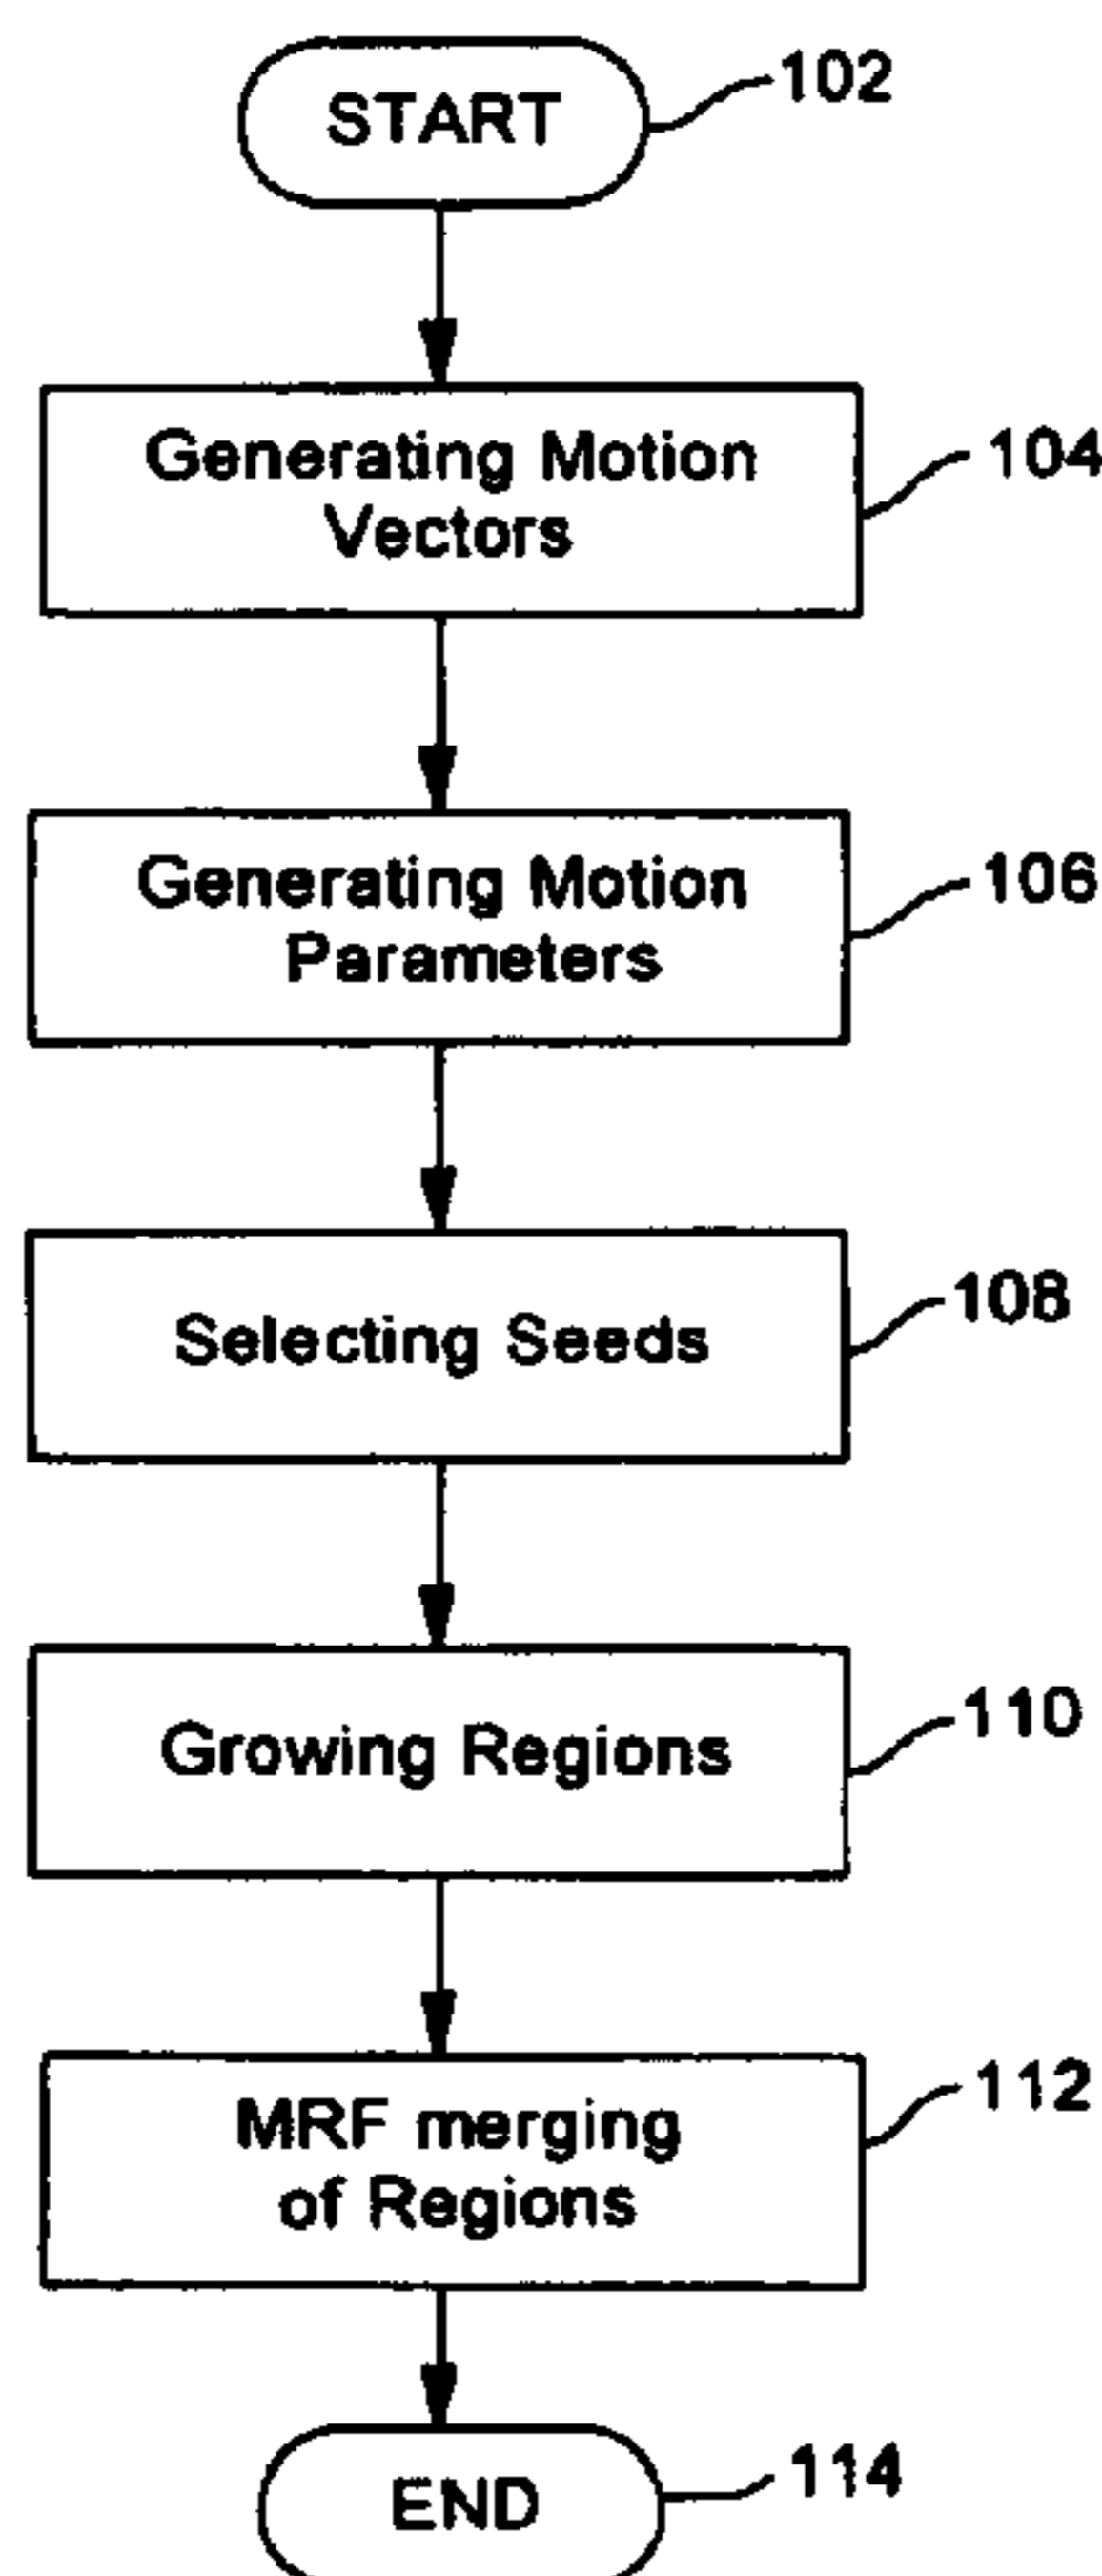 START
102
Generating Motion
Vectors
104
Generating Motion
Parameters
106
Selecting Seeds
108
Growing Regions
110
MRF merging
of Regions
112
END
114